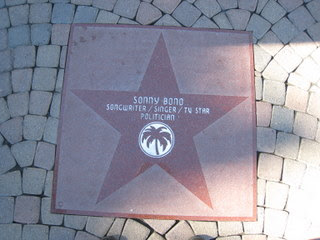 SONNY BONO
SONGWRITER / SINGER / TV STAR
POLITICIAN